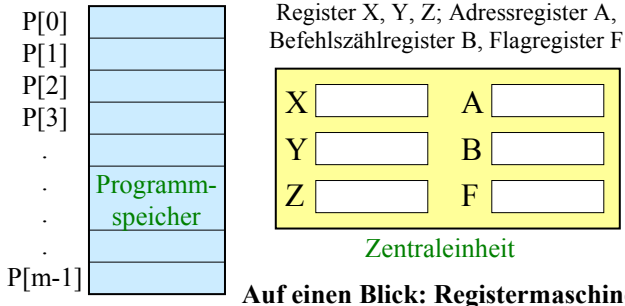 P[0]
P[1]
P[2]
P[3]
.
.
.
.
P[m-1]
Programm-
speicher
Register X, Y, Z; Adressregister A,
Befehlszählregister B, Flagregister F
X A
Y B
Z F
Zentraleinheit
Auf einen Blick: Registermaschin